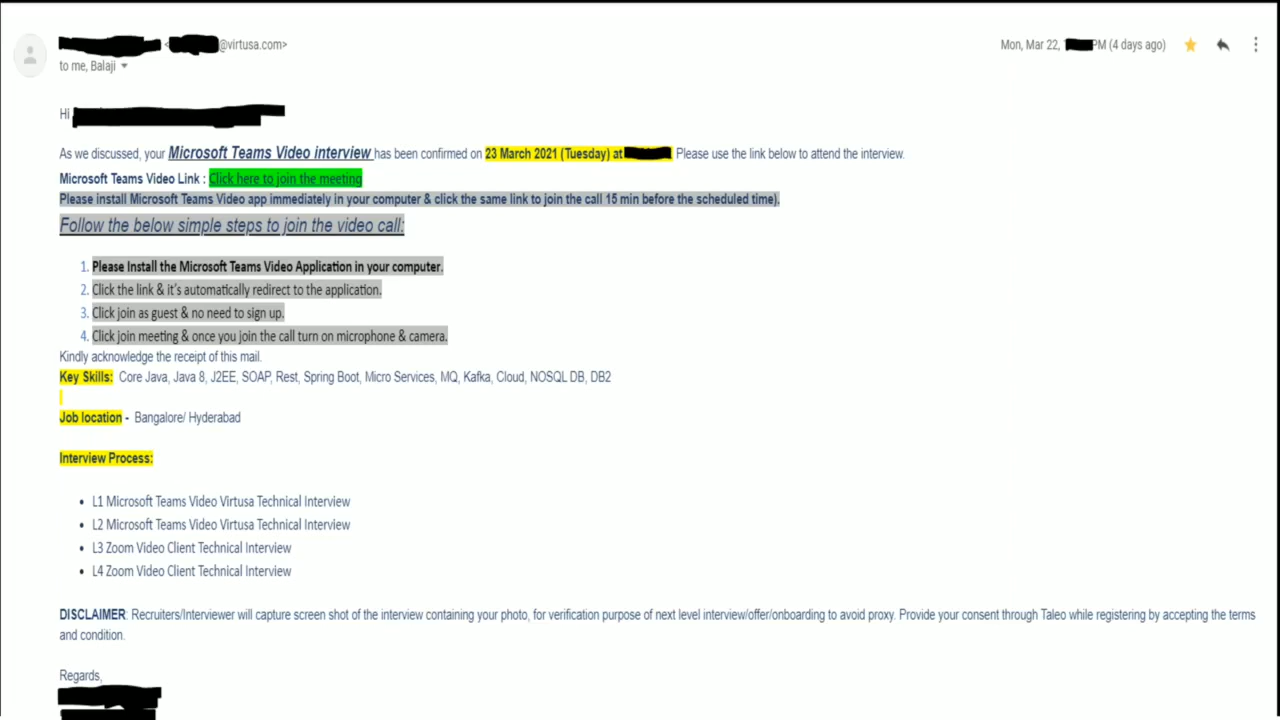 <@virtusa.com>
Mon, Mar 22, PM (4 days ago)
to me, Balaji
Hi
As we discussed, your Microsoft Teams Video interview has been confirmed on 23 March 2021 (Tuesday) at Please use the link below to attend the interview.
Microsoft Teams Video Link : Click here to join the meeting
Please install Microsoft Teams Video app immediately in your computer & click the same link to join the call 15 min before the scheduled time).
Follow the below simple steps to join the video call:
1. Please Install the Microsoft Teams Video Application in your computer.
2. Click the link & it's automatically redirect to the application.
3. Click join as guest & no need to sign up.
4. Click join meeting & once you join the call turn on microphone & camera.
Kindly acknowledge the receipt of this mail.
Key Skills: Core Java, Java 8, J2EE, SOAP, Rest, Spring Boot, Micro Services, MQ, Kafka, Cloud, NOSQL DB, DB2
Job location - Bangalore/ Hyderabad
Interview Process:
• L1 Microsoft Teams Video Virtusa Technical Interview
• L2 Microsoft Teams Video Virtusa Technical Interview
• L3 Zoom Video Client Technical Interview
• L4 Zoom Video Client Technical Interview
DISCLAIMER: Recruiters/Interviewer will capture screen shot of the interview containing your photo, for verification purpose of next level interview/offer/onboarding to avoid proxy. Provide your consent through Taleo while registering by accepting the terms
and condition.
Regards,